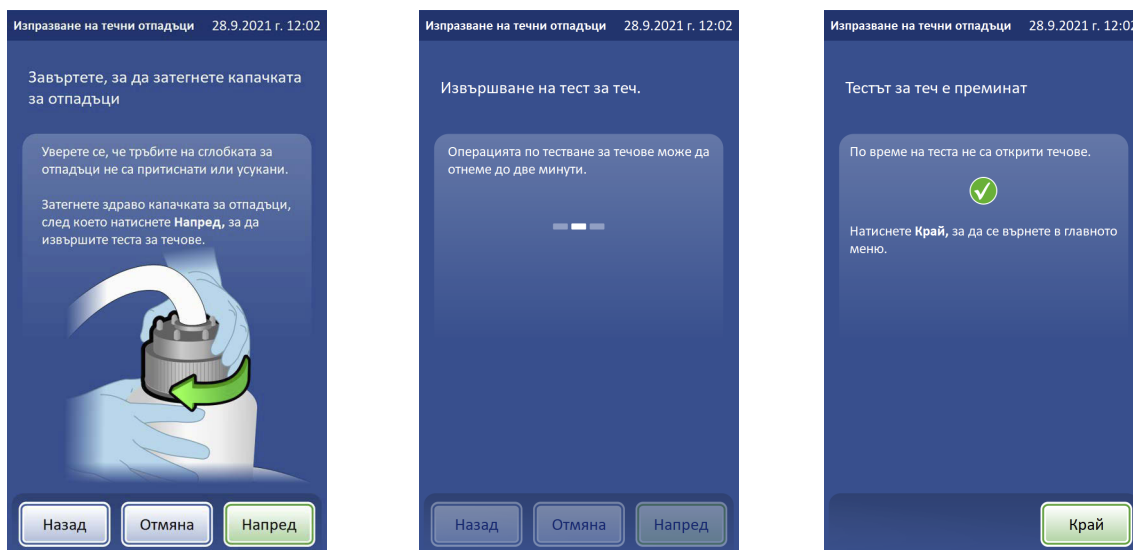 Изпразване на течни отпадъци 28.9.2021 г. 12:02
Завъртете, за да затегнете капачката
за отпадъци
Уверете се, че тръбите на сглобката за
отпадъци не са притиснати или усукани.
Затегнете здраво капачката за отпадъци,
след което натиснете Напред, за да
извършите теста за течове.
Назад Отмяна Напред
Изпразване на течни отпадъци 28.9.2021 г. 12:02
Извършване на тест за теч.
Операцията по тестване за течове може да
отнеме до две минути.
Назад Отмяна Напред
Изпразване на течни отпадъци 28.9.2021 г. 12:02
Тестът за теч е преминат
По време на теста не са открити течове.
Натиснете Край, за да се върнете в главното
меню.
Край